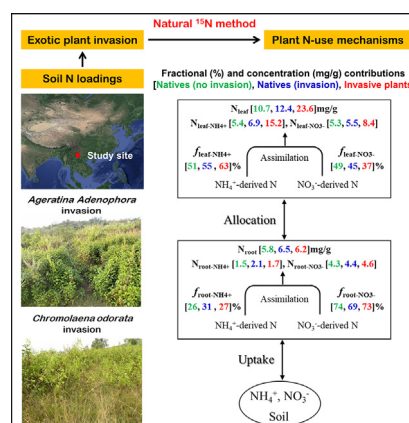 Natural ¹⁵N method
Exotic plant invasion
Plant N-use mechanisms
Soil N loadings
Study site
Ageratina Adenophora
invasion
Chromolaena odorata
invasion
Fractional (%) and concentration (mg/g) contributions
[Natives (no invasion), Natives (invasion), Invasive plants]
N_leaf [10.7, 12.4, 23.6]mg/g
N_leaf-NH4+ [5.4, 6.9, 15.2], N_leaf-NO3- [5.3, 5.5, 8.4]
f_leaf-NH4+
[51, 55, 63]%
Assimilation
f_leaf-NO3-
[49, 45, 37]%
NH₄⁺-derived N NO₃⁻-derived N
Allocation
N_root [5.8, 6.5, 6.2]mg/g
N_root-NH4+ [1.5, 2.1, 1.7], N_root-NO3- [4.3, 4.4, 4.6]
f_root-NH4+
[26, 31, 27]%
Assimilation
f_root-NO3-
[74, 69, 73]%
NH₄⁺-derived N NO₃⁻-derived N
Uptake
NH₄⁺, NO₃⁻
Soil